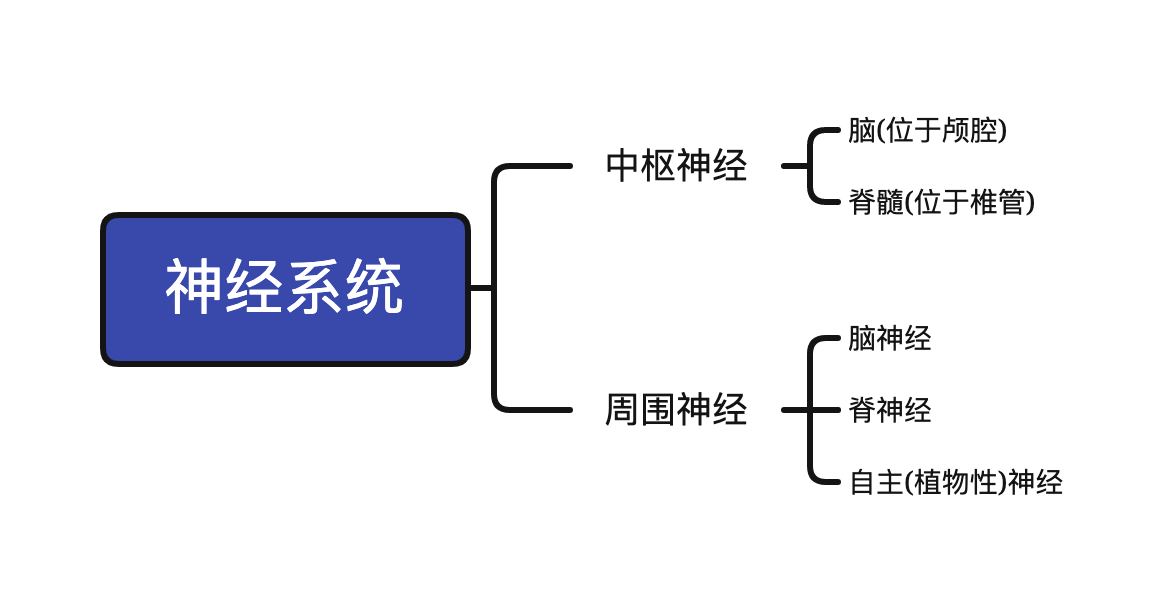 神经系统
中枢神经
脑(位于颅腔)
脊髓(位于椎管)
周围神经
脑神经
脊神经
自主(植物性)神经